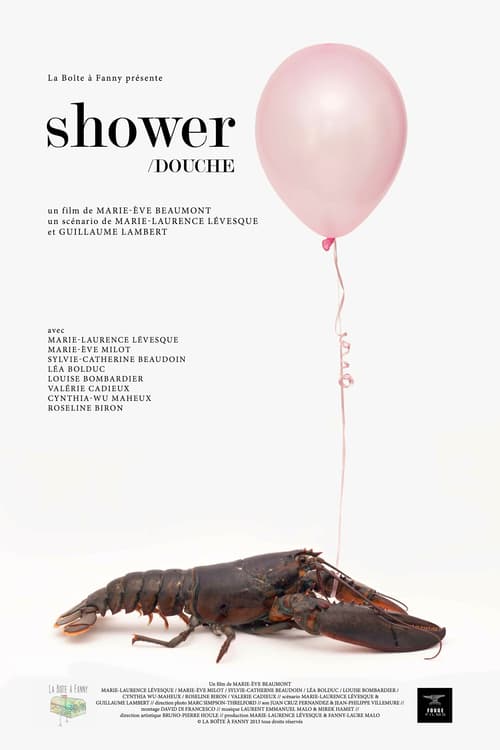 La Boîte à Fanny présente
shower
/DOUCHE
un film de MARIE-ÈVE BEAUMONT
un scénario de MARIE-LAURENCE LÉVESQUE
et GUILLAUME LAMBERT
avec
MARIE-LAURENCE LÉVESQUE
MARIE-ÈVE MILOT
SYLVIE-CATHERINE BEAUDOIN
LÉA BOLDUC
LOUISE BOMBARDIER
VALÉRIE CADIEUX
CYNTHIA-WU MAHEUX
ROSELINE BIRON
LA BOÎTE À FANNY
Un film de MARIE-ÈVE BEAUMONT
MARIE-LAURENCE LÉVESQUE / MARIE-ÈVE MILOT / SYLVIE-CATHERINE BEAUDOIN / LÉA BOLDUC / LOUISE BOMBARDIER /
CYNTHIA WU-MAHEUX / ROSELINE BIRON / VALERIE CADIEUX // scénario MARIE-LAURENCE LÉVESQUE &
GUILLAUME LAMBERT // direction photo MARC SIMPSON-THRELFORD // son JUAN CRUZ FERNANDEZ & JEAN-PHILIPPE VILLEMURE //
montage DAVID DI FRANCESCO // musique LAURENT EMMANUEL MALO & MIREK HAMET //
direction artistique BRUNO-PIERRE HOULE // production MARIE-LAURENCE LÉVESQUE & FANNY-LAURE MALO
© LA BOÎTE À FANNY 2013 tous droits réservés
FORGE
FILMS